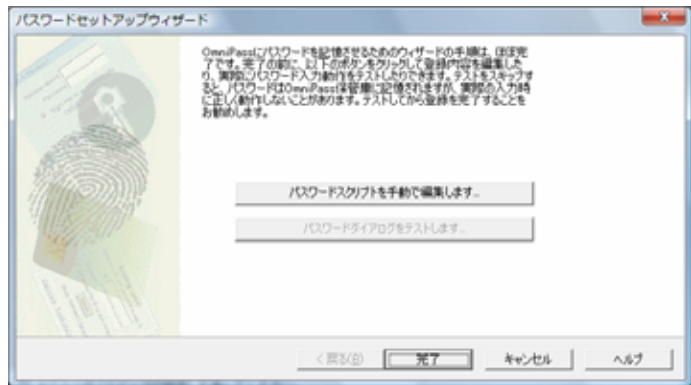 パスワードセットアップウィザード
OmniPassにパスワードを記憶させるためのウィザードの手順は、ほぼ完
了です。完了の前に、以下のボタンをクリックして登録内容を編集した
り、実際にパスワード入力動作をテストしたりできます。テストをスキップす
ると、パスワードはOmniPass保管庫に記憶されますが、実際の入力時
に正しく動作しないことがあります。テストしてから登録を完了することを
お勧めします。
パスワードスクリプトを手動で編集します...
パスワードダイアログをテストします...
< 戻る(B) 完了 キャンセル ヘルプ